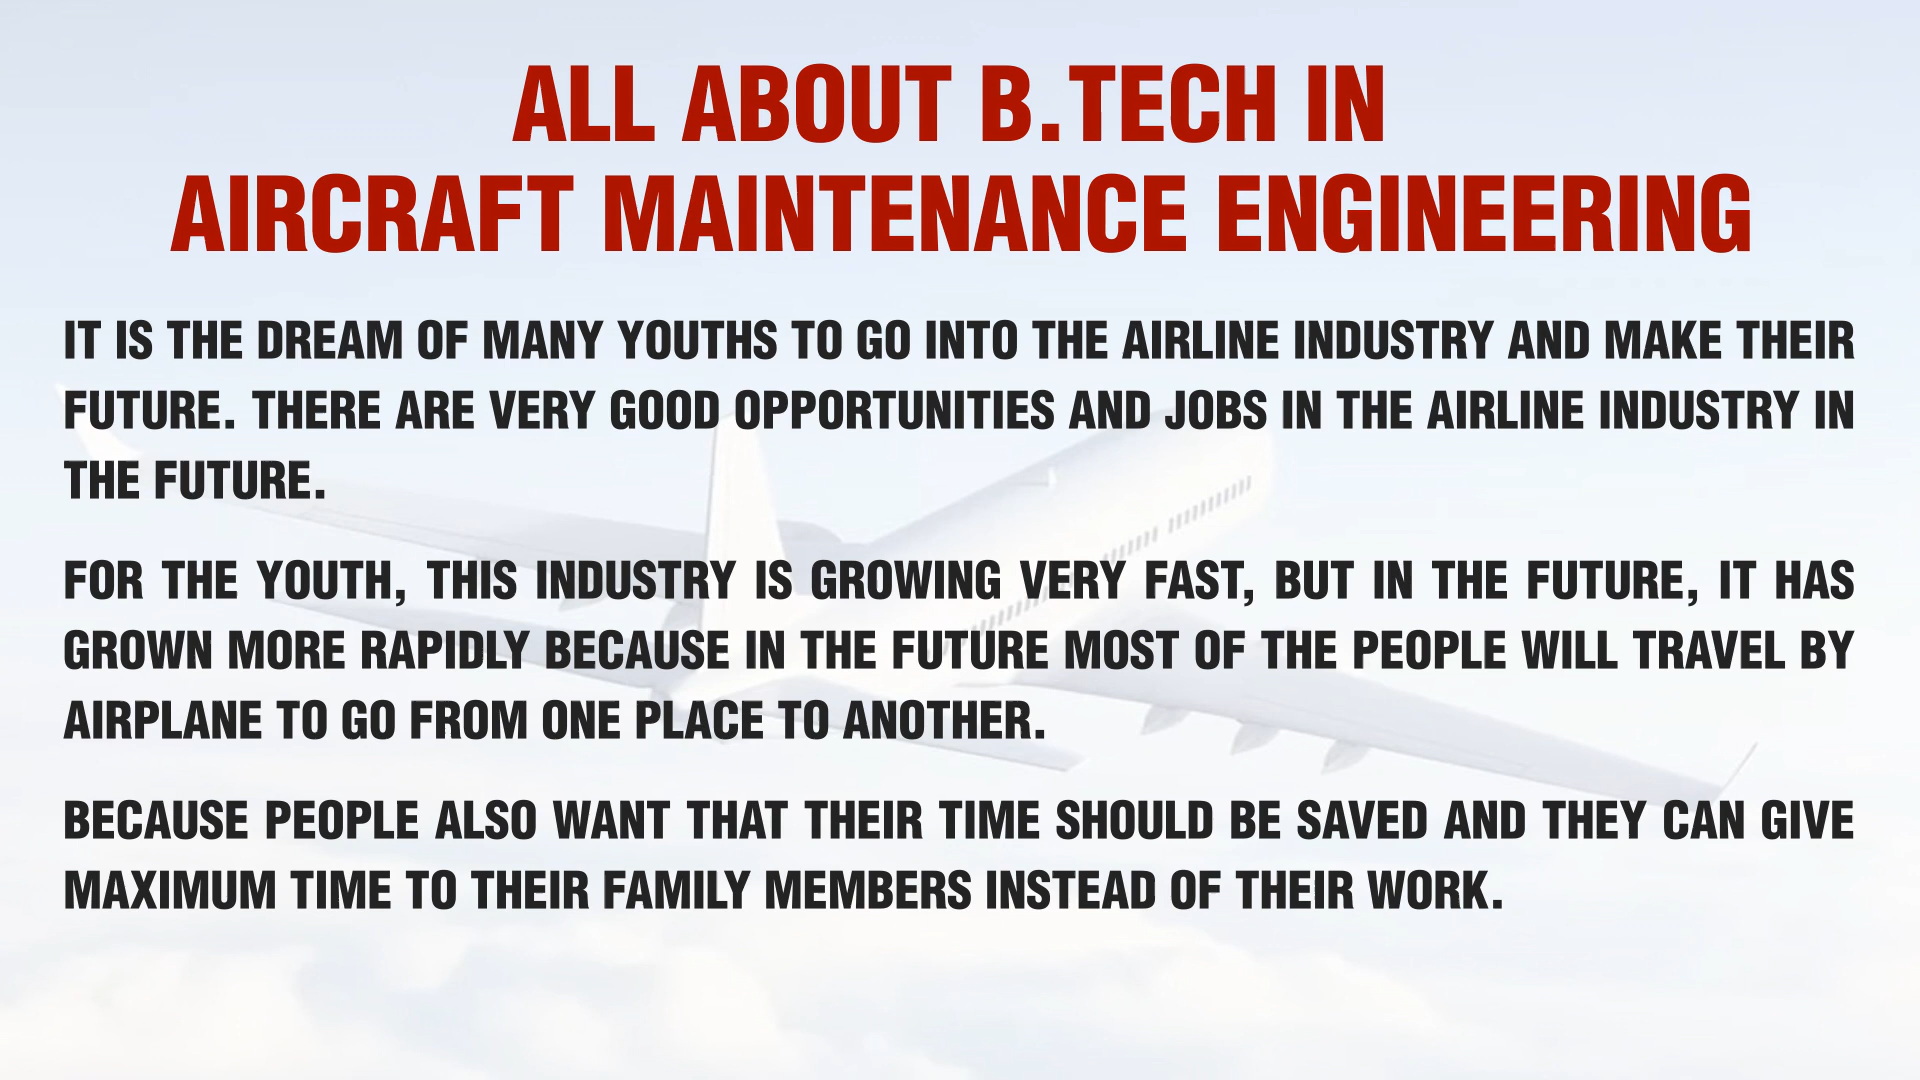 ALL ABOUT B.TECH IN
AIRCRAFT MAINTENANCE ENGINEERING
IT IS THE DREAM OF MANY YOUTHS TO GO INTO THE AIRLINE INDUSTRY AND MAKE THEIR
FUTURE. THERE ARE VERY GOOD OPPORTUNITIES AND JOBS IN THE AIRLINE INDUSTRY IN
THE FUTURE.
FOR THE YOUTH, THIS INDUSTRY IS GROWING VERY FAST, BUT IN THE FUTURE, IT HAS
GROWN MORE RAPIDLY BECAUSE IN THE FUTURE MOST OF THE PEOPLE WILL TRAVEL BY
AIRPLANE TO GO FROM ONE PLACE TO ANOTHER.
BECAUSE PEOPLE ALSO WANT THAT THEIR TIME SHOULD BE SAVED AND THEY CAN GIVE
MAXIMUM TIME TO THEIR FAMILY MEMBERS INSTEAD OF THEIR WORK.